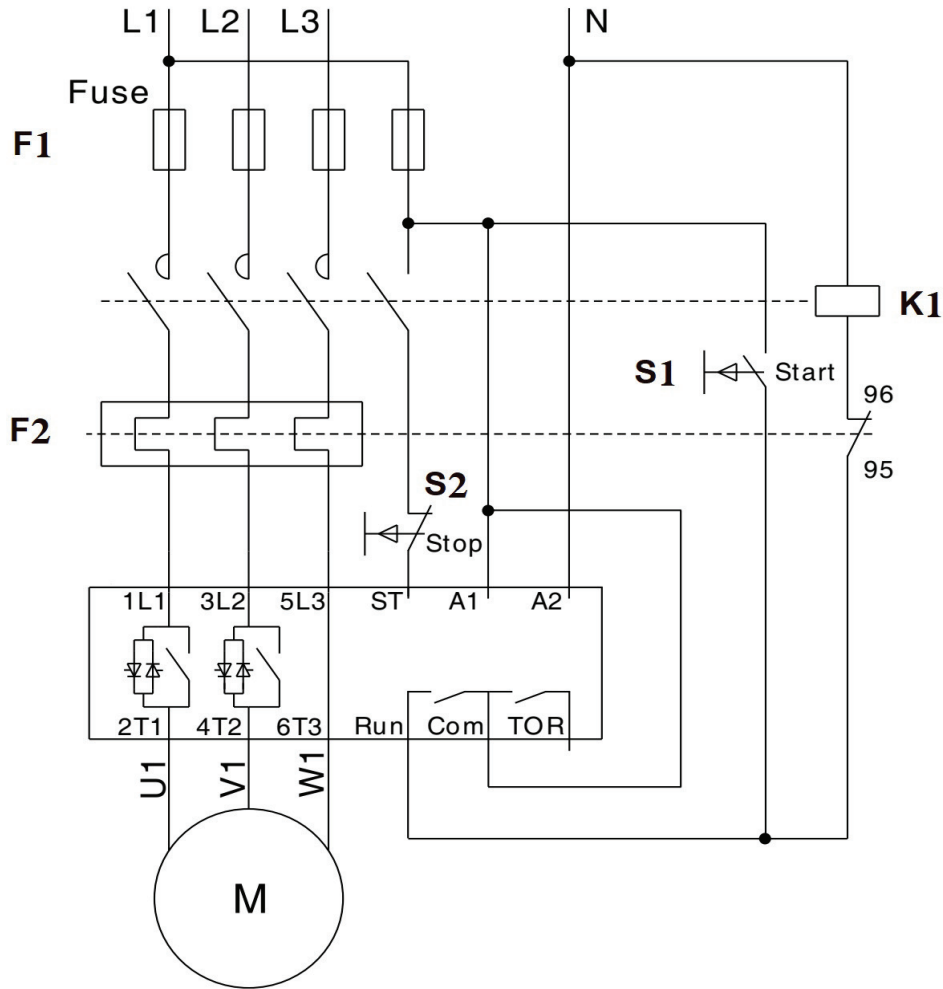 L1 L2 L3 N
Fuse
F1
K1
S1 Start
96
F2
95
S2
Stop
1L1 3L2 5L3 ST A1 A2
2T1 4T2 6T3 Run Com TOR
U1 V1 W1
M